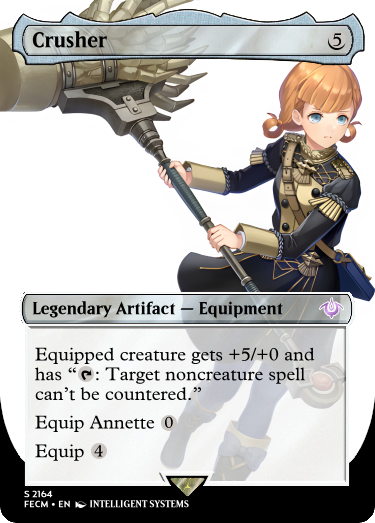 Crusher 5
Legendary Artifact — Equipment
Equipped creature gets +5/+0 and
has “: Target noncreature spell
can’t be countered.”
Equip Annette 0
Equip 4
S 2164
FECM • EN INTELLIGENT SYSTEMS